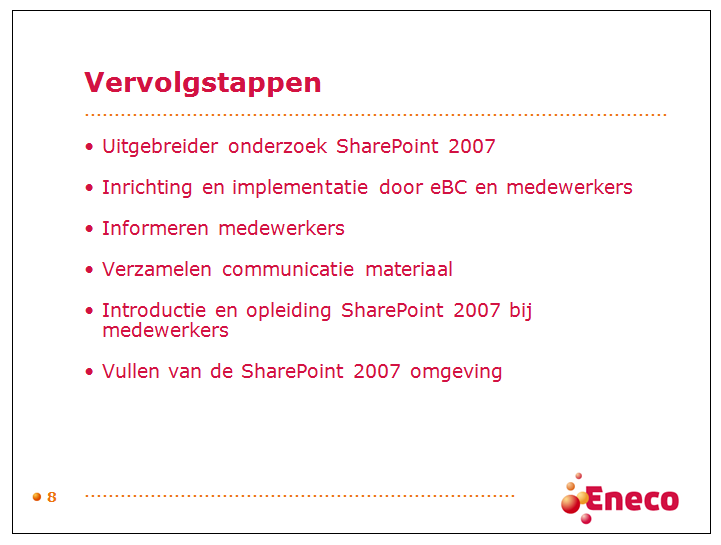 Vervolgstappen
• Uitgebreider onderzoek SharePoint 2007
• Inrichting en implementatie door eBC en medewerkers
• Informeren medewerkers
• Verzamelen communicatie materiaal
• Introductie en opleiding SharePoint 2007 bij
medewerkers
• Vullen van de SharePoint 2007 omgeving
8
Eneco